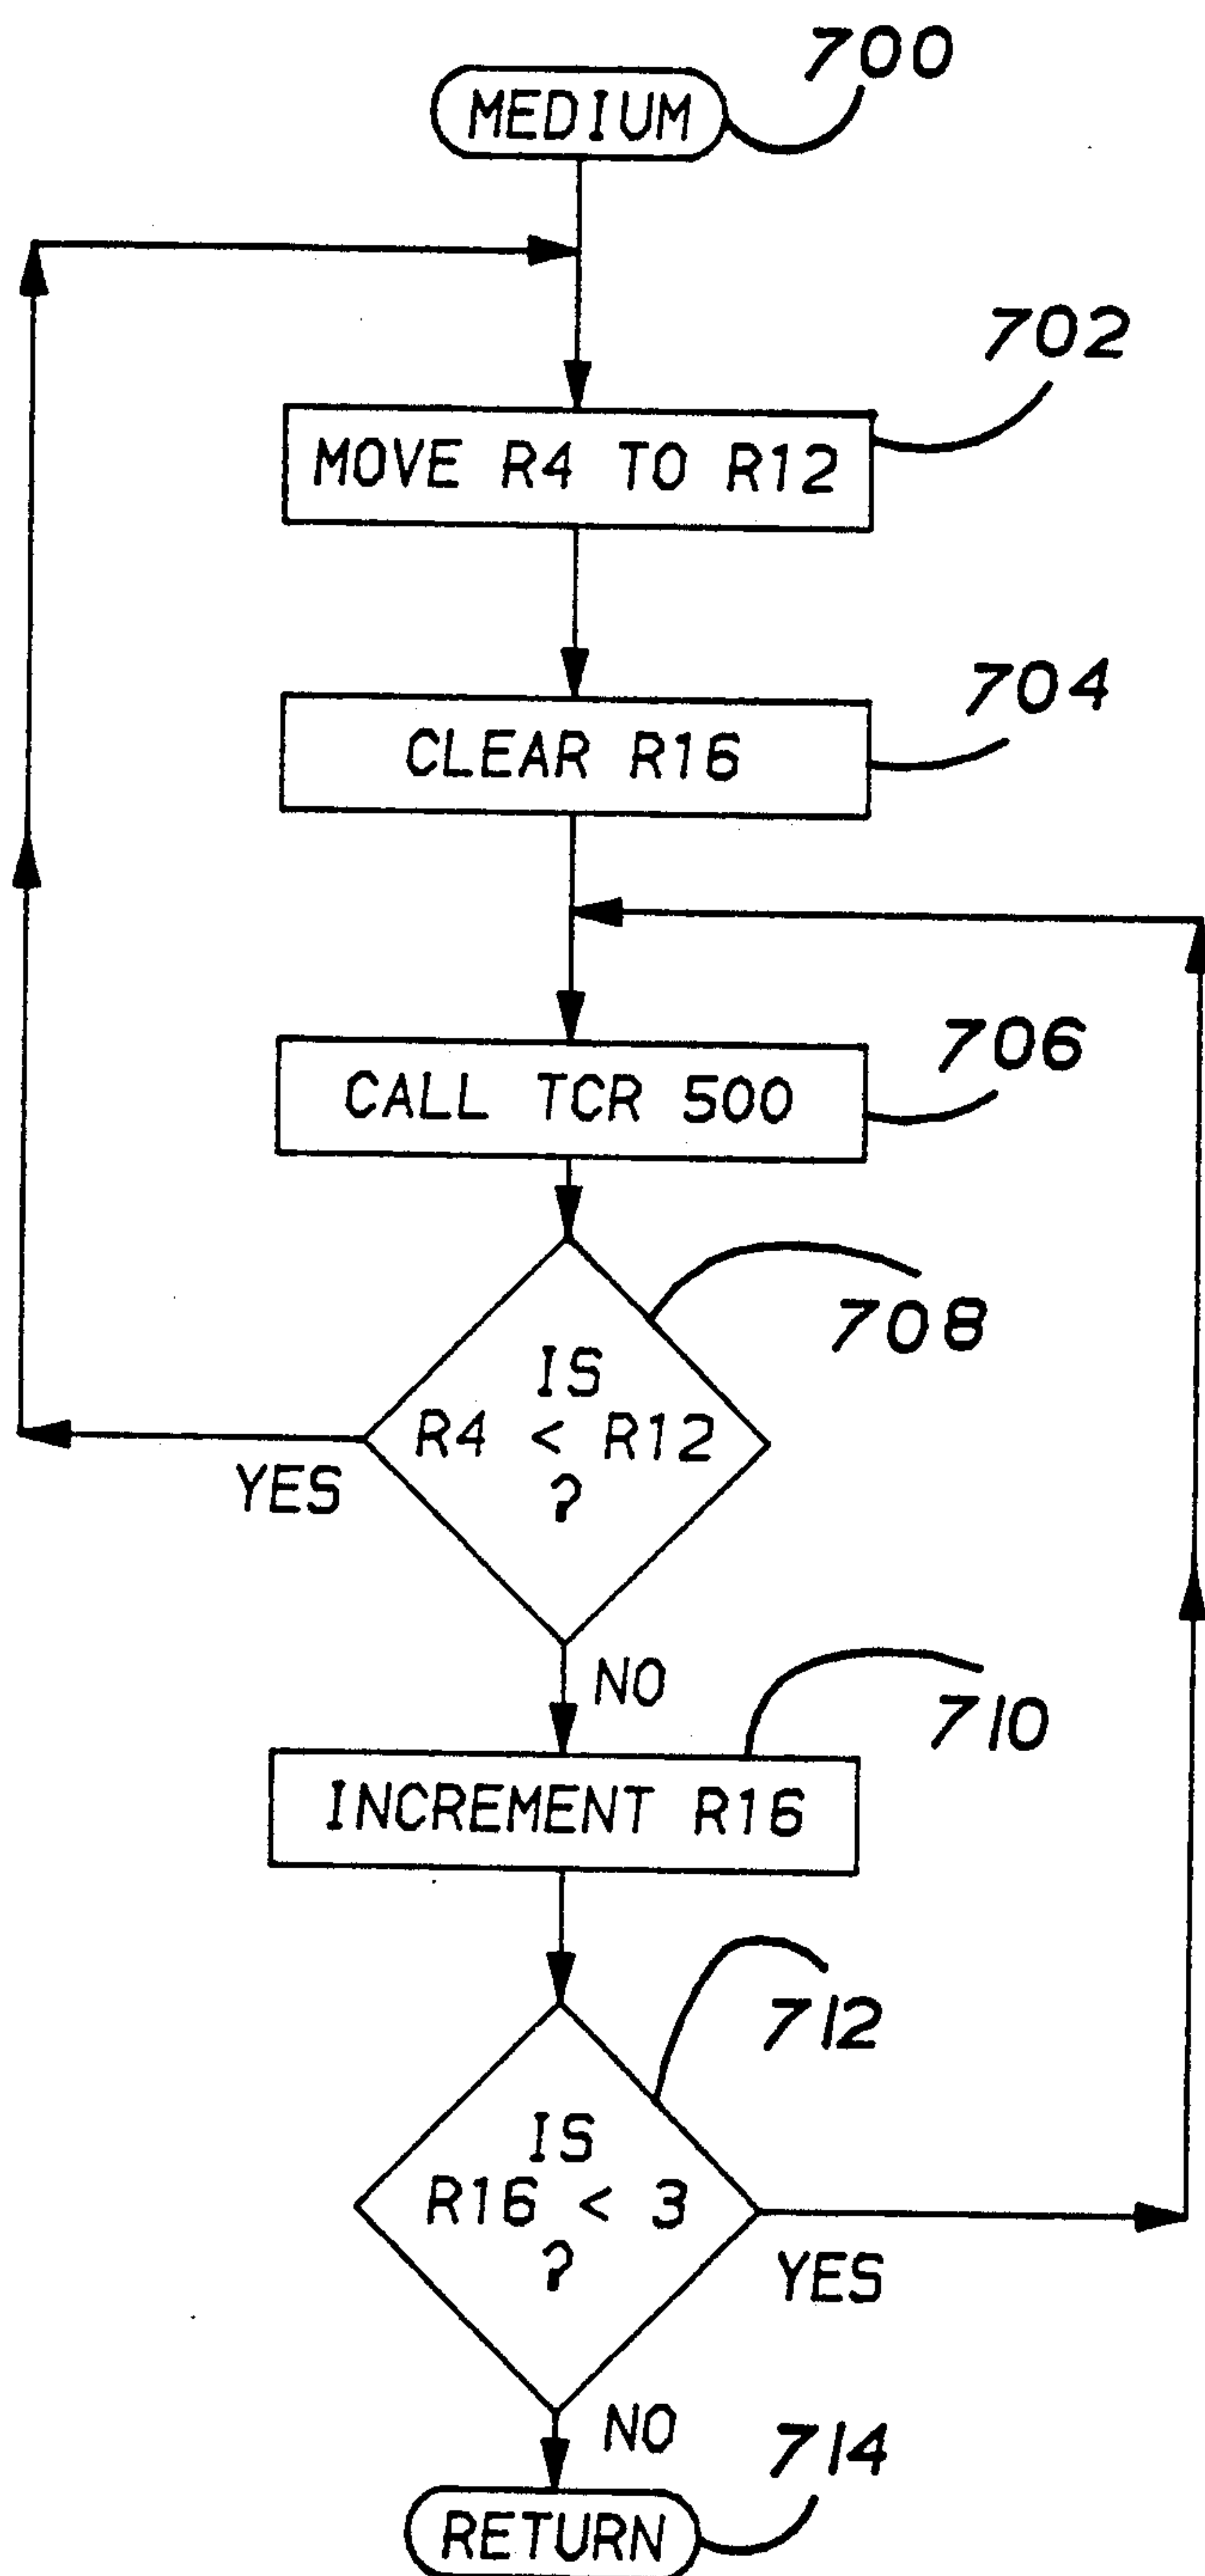 700
MEDIUM
702
MOVE R4 TO R12
704
CLEAR R16
706
CALL TCR 500
708
IS
R4 < R12
?
YES
NO
710
INCREMENT R16
712
IS
R16 < 3
?
YES
NO
714
RETURN